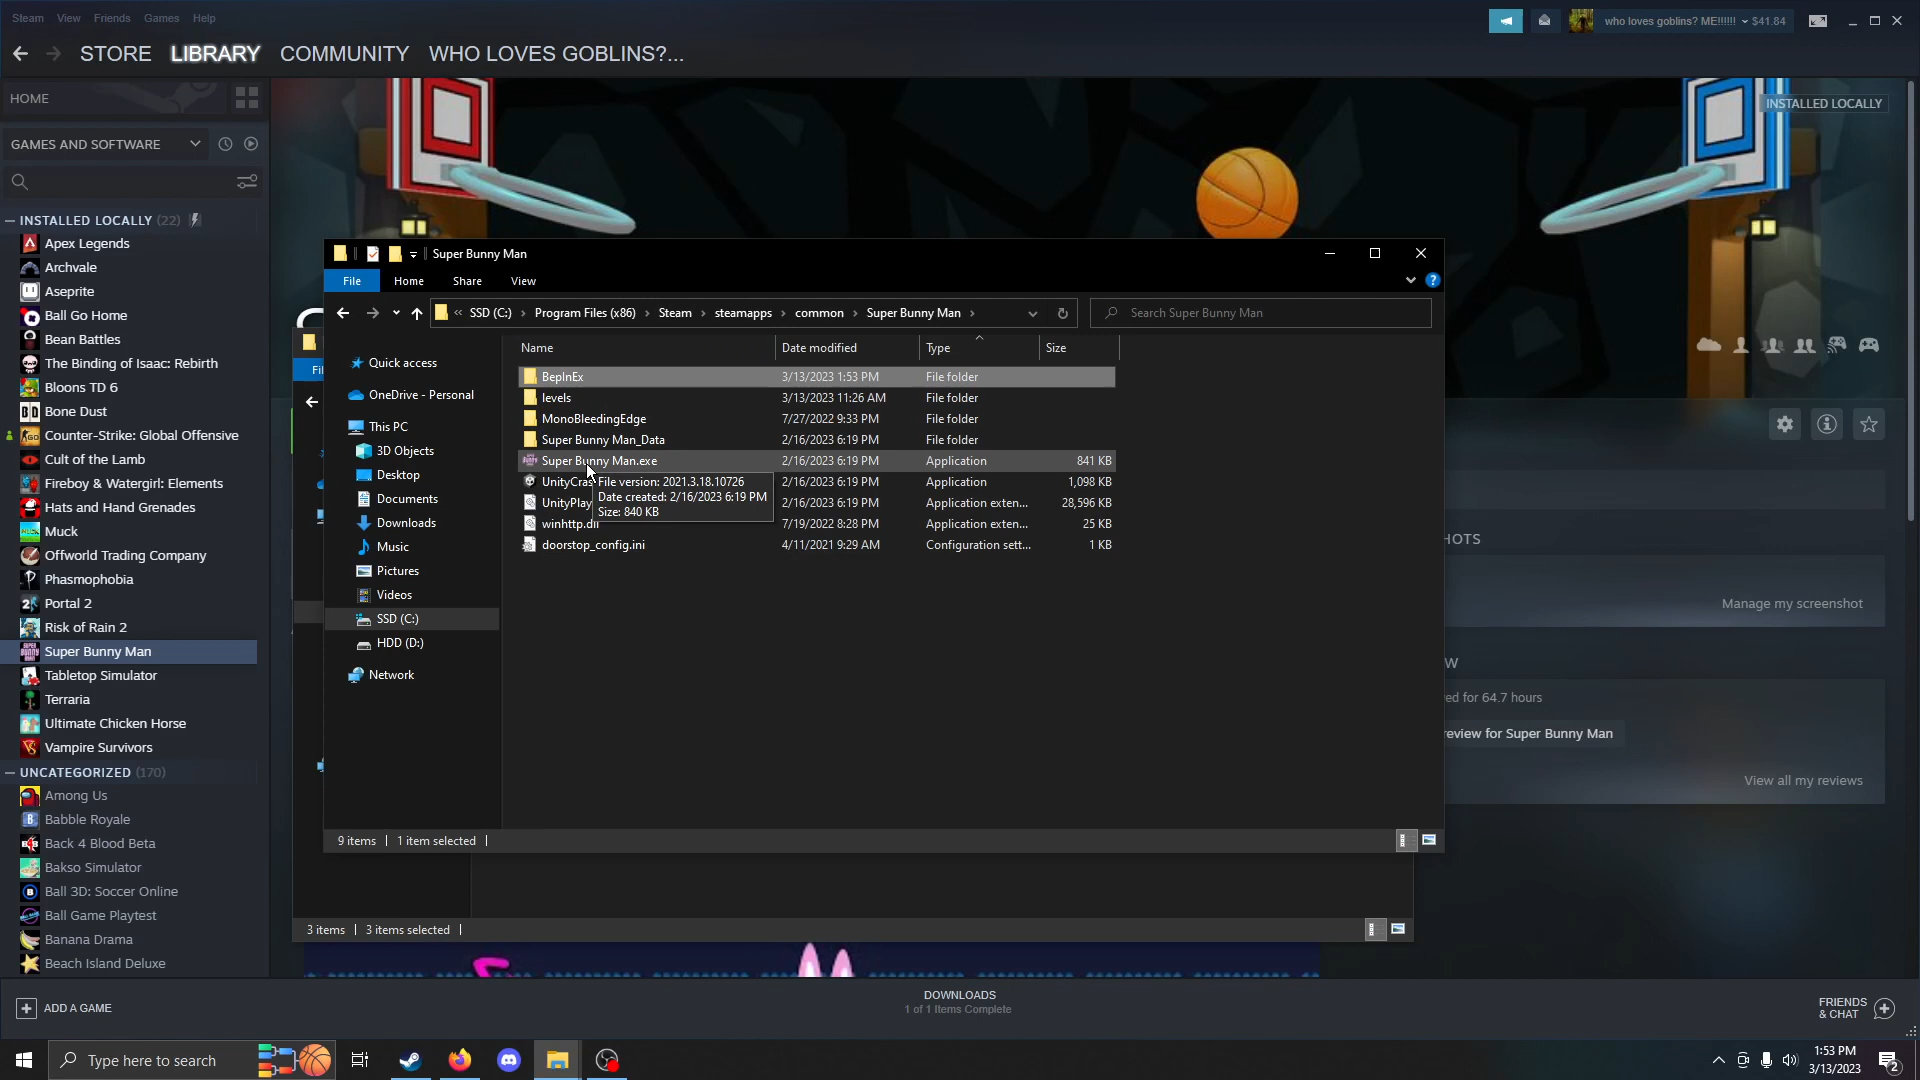 Steam View Friends Games Help
who loves goblins? ME!!!!!! $41.84
STORE LIBRARY COMMUNITY WHO LOVES GOBLINS?...
HOME
INSTALLED LOCALLY
GAMES AND SOFTWARE
INSTALLED LOCALLY (22)
Apex Legends
Archvale
Aseprite
Ball Go Home
Bean Battles
The Binding of Isaac: Rebirth
Bloons TD 6
Bone Dust
Counter-Strike: Global Offensive
Cult of the Lamb
Fireboy & Watergirl: Elements
Hats and Hand Grenades
Muck
Offworld Trading Company
Phasmophobia
Portal 2
Risk of Rain 2
Super Bunny Man
Tabletop Simulator
Terraria
Ultimate Chicken Horse
Vampire Survivors
UNCATEGORIZED (170)
Among Us
Babble Royale
Back 4 Blood Beta
Bakso Simulator
Ball 3D: Soccer Online
Ball Game Playtest
Banana Drama
Beach Island Deluxe
Super Bunny Man
File Home Share View
« SSD (C:) › Program Files (x86) › Steam › steamapps › common › Super Bunny Man ›
Search Super Bunny Man
Quick access
OneDrive - Personal
This PC
3D Objects
Desktop
Documents
Downloads
Music
Pictures
Videos
SSD (C:)
HDD (D:)
Network
Name Date modified Type Size
BepInEx 3/13/2023 1:53 PM File folder
levels 3/13/2023 11:26 AM File folder
MonoBleedingEdge 7/27/2022 9:33 PM File folder
Super Bunny Man_Data 2/16/2023 6:19 PM File folder
Super Bunny Man.exe 2/16/2023 6:19 PM Application 841 KB
UnityCras 2/16/2023 6:19 PM Application 1,098 KB
UnityPlay 2/16/2023 6:19 PM Application exten... 28,596 KB
winhttp.dll 7/19/2022 8:28 PM Application exten... 25 KB
doorstop_config.ini 4/11/2021 9:29 AM Configuration sett... 1 KB
File version: 2021.3.18.10726
Date created: 2/16/2023 6:19 PM
Size: 840 KB
9 items 1 item selected
Fil
3 items 3 items selected
HOTS
Manage my screenshot
W
ed for 64.7 hours
review for Super Bunny Man
View all my reviews
ADD A GAME
DOWNLOADS
1 of 1 Items Complete
FRIENDS
& CHAT
Type here to search
1:53 PM
3/13/2023
2